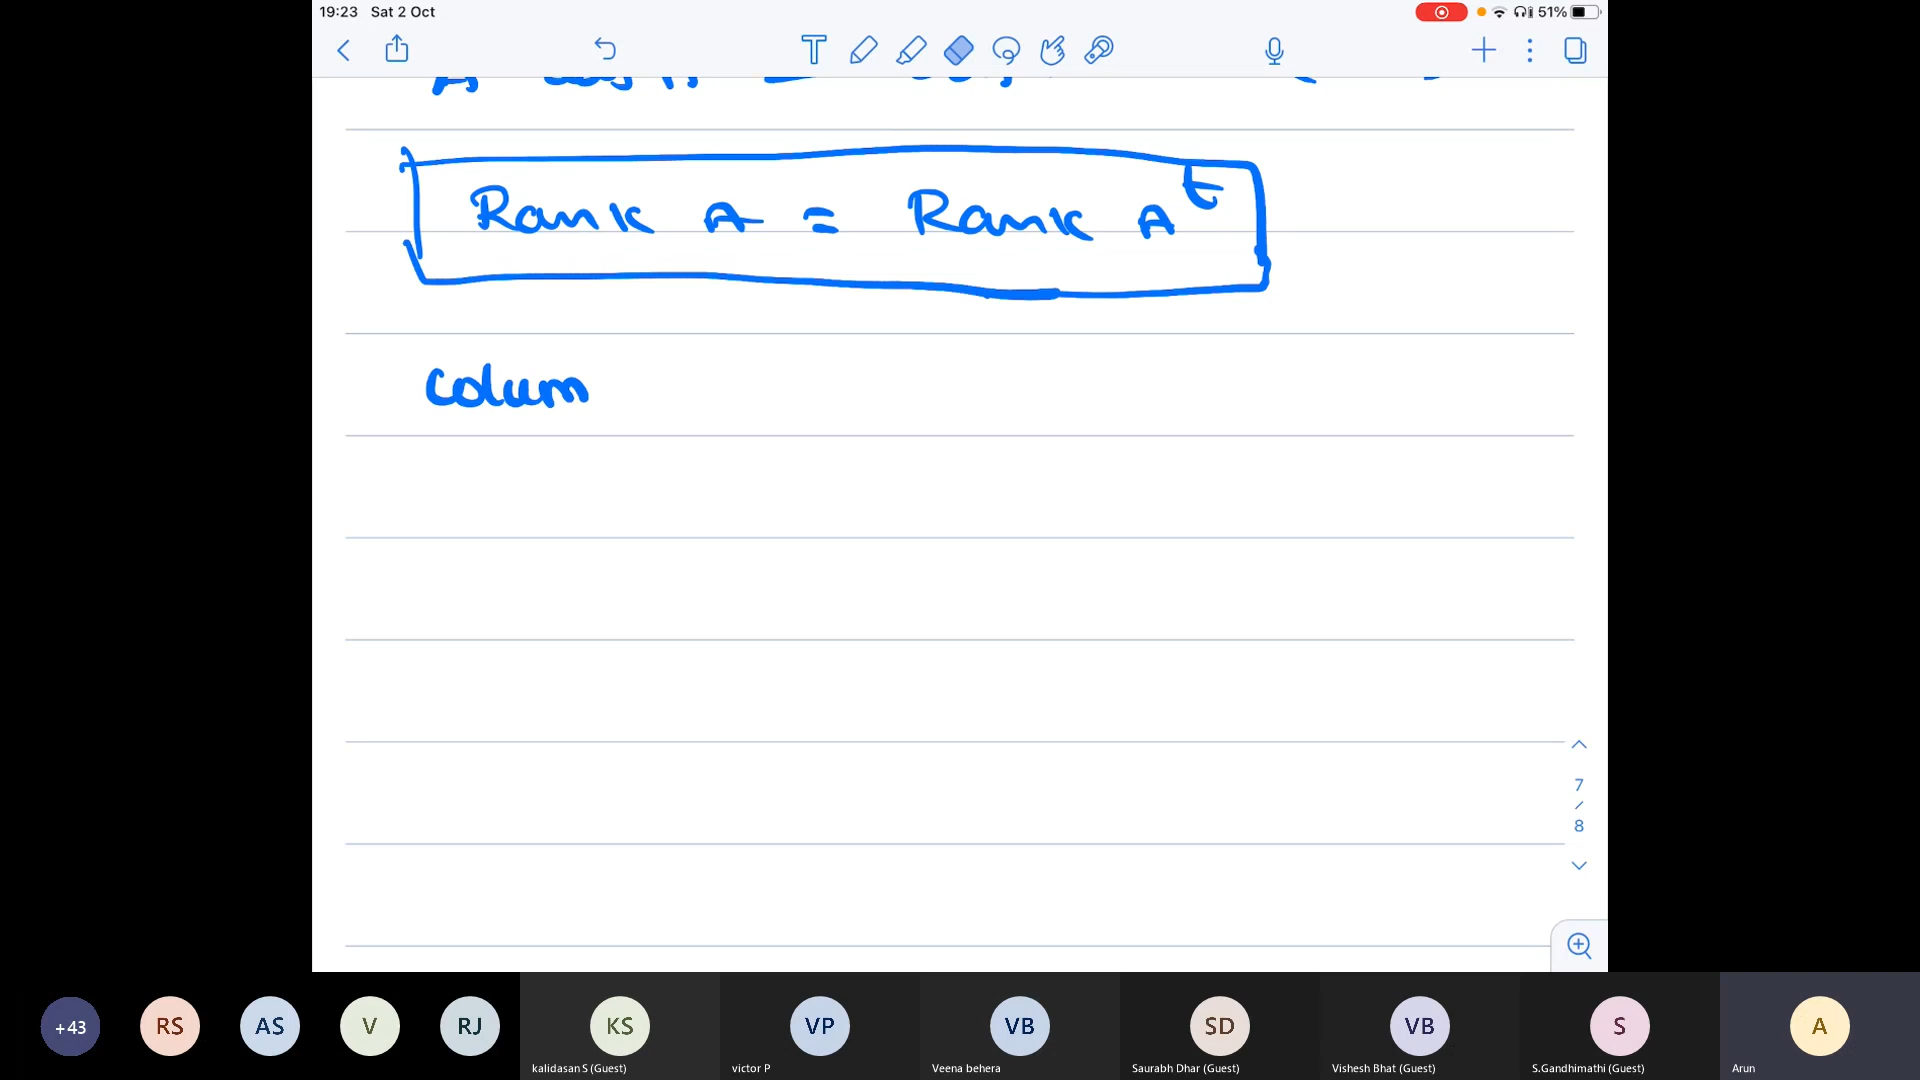 19:23 Sat 2 Oct 51%
Rank A = Rank A^t
colum
7
/
8
+43 RS AS V RJ KS VP VB SD VB S A
kalidasan S (Guest) victor P Veena behera Saurabh Dhar (Guest) Vishesh Bhat (Guest) S.Gandhimathi (Guest) Arun